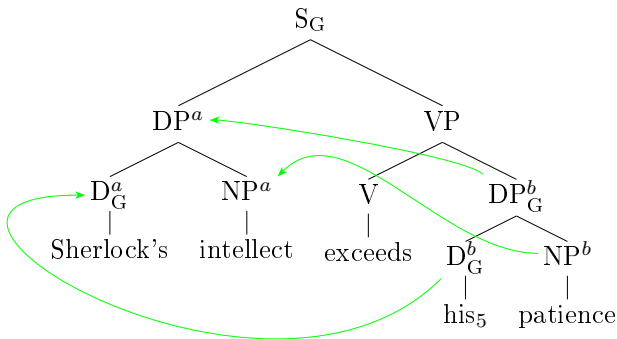 S_G
DP^a VP
D^a_G NP^a V DP^b_G
Sherlock's intellect exceeds D^b_G NP^b
his_5 patience